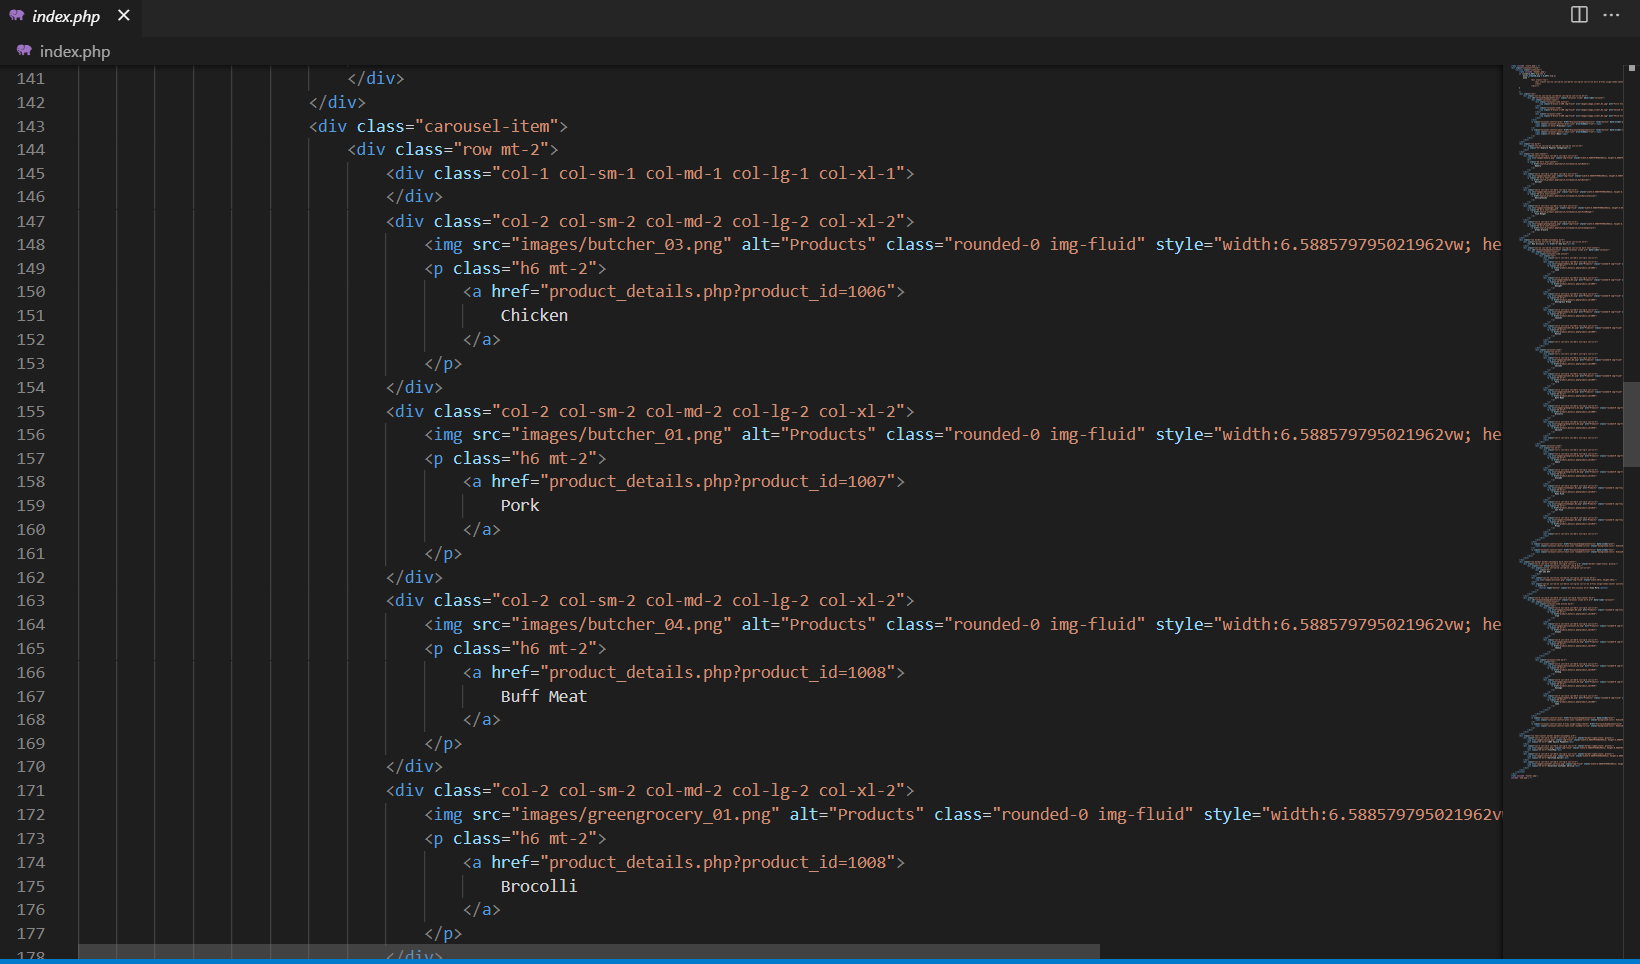 index.php
index.php
141 </div>
142 </div>
143 <div class="carousel-item">
144 <div class="row mt-2">
145 <div class="col-1 col-sm-1 col-md-1 col-lg-1 col-xl-1">
146 </div>
147 <div class="col-2 col-sm-2 col-md-2 col-lg-2 col-xl-2">
148 <img src="images/butcher_03.png" alt="Products" class="rounded-0 img-fluid" style="width:6.588579795021962vw; he
149 <p class="h6 mt-2">
150 <a href="product_details.php?product_id=1006">
151 Chicken
152 </a>
153 </p>
154 </div>
155 <div class="col-2 col-sm-2 col-md-2 col-lg-2 col-xl-2">
156 <img src="images/butcher_01.png" alt="Products" class="rounded-0 img-fluid" style="width:6.588579795021962vw; he
157 <p class="h6 mt-2">
158 <a href="product_details.php?product_id=1007">
159 Pork
160 </a>
161 </p>
162 </div>
163 <div class="col-2 col-sm-2 col-md-2 col-lg-2 col-xl-2">
164 <img src="images/butcher_04.png" alt="Products" class="rounded-0 img-fluid" style="width:6.588579795021962vw; he
165 <p class="h6 mt-2">
166 <a href="product_details.php?product_id=1008">
167 Buff Meat
168 </a>
169 </p>
170 </div>
171 <div class="col-2 col-sm-2 col-md-2 col-lg-2 col-xl-2">
172 <img src="images/greengrocery_01.png" alt="Products" class="rounded-0 img-fluid" style="width:6.588579795021962v
173 <p class="h6 mt-2">
174 <a href="product_details.php?product_id=1008">
175 Brocolli
176 </a>
177 </p>
178 </div>